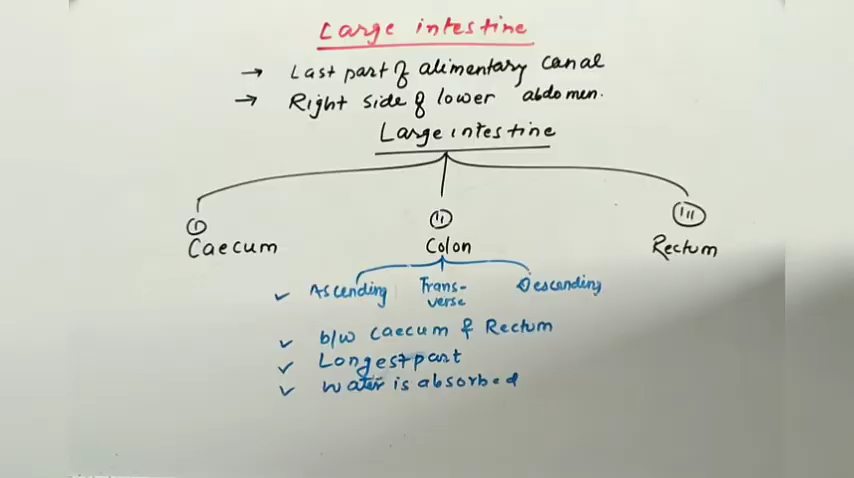 Large intestine
→ Last part of alimentary canal
→ Right side of lower abdomen.
Large intestine
(i) (ii) (iii)
Caecum Colon Rectum
✓ Ascending Trans- Descending
verse
✓ b/w Caecum & Rectum
✓ Longest part
✓ Water is absorbed